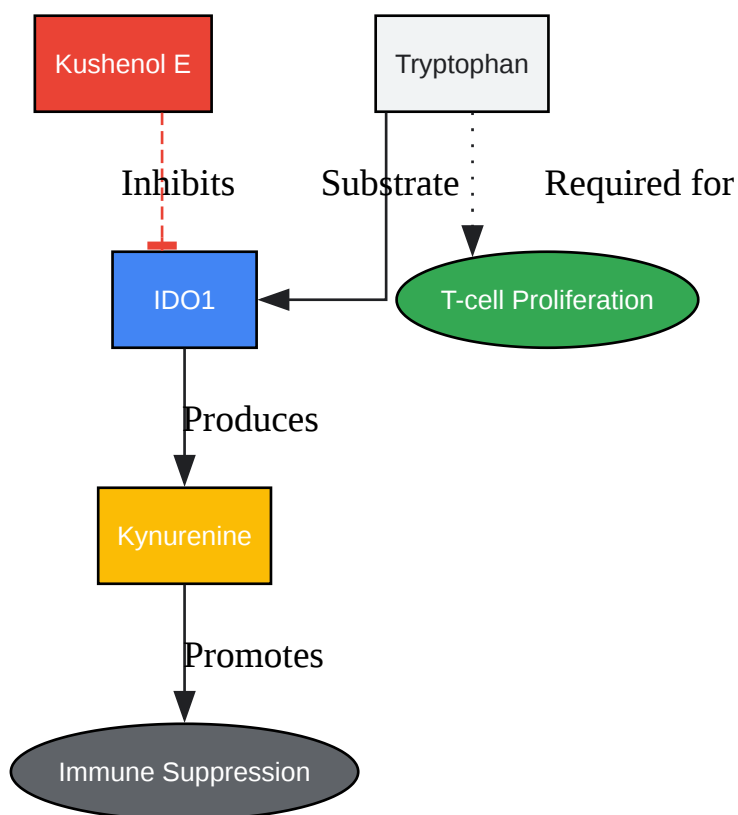 Kushenol E
Tryptophan
Inhibits
Substrate
Required for
IDO1
T-cell Proliferation
Produces
Kynurenine
Promotes
Immune Suppression